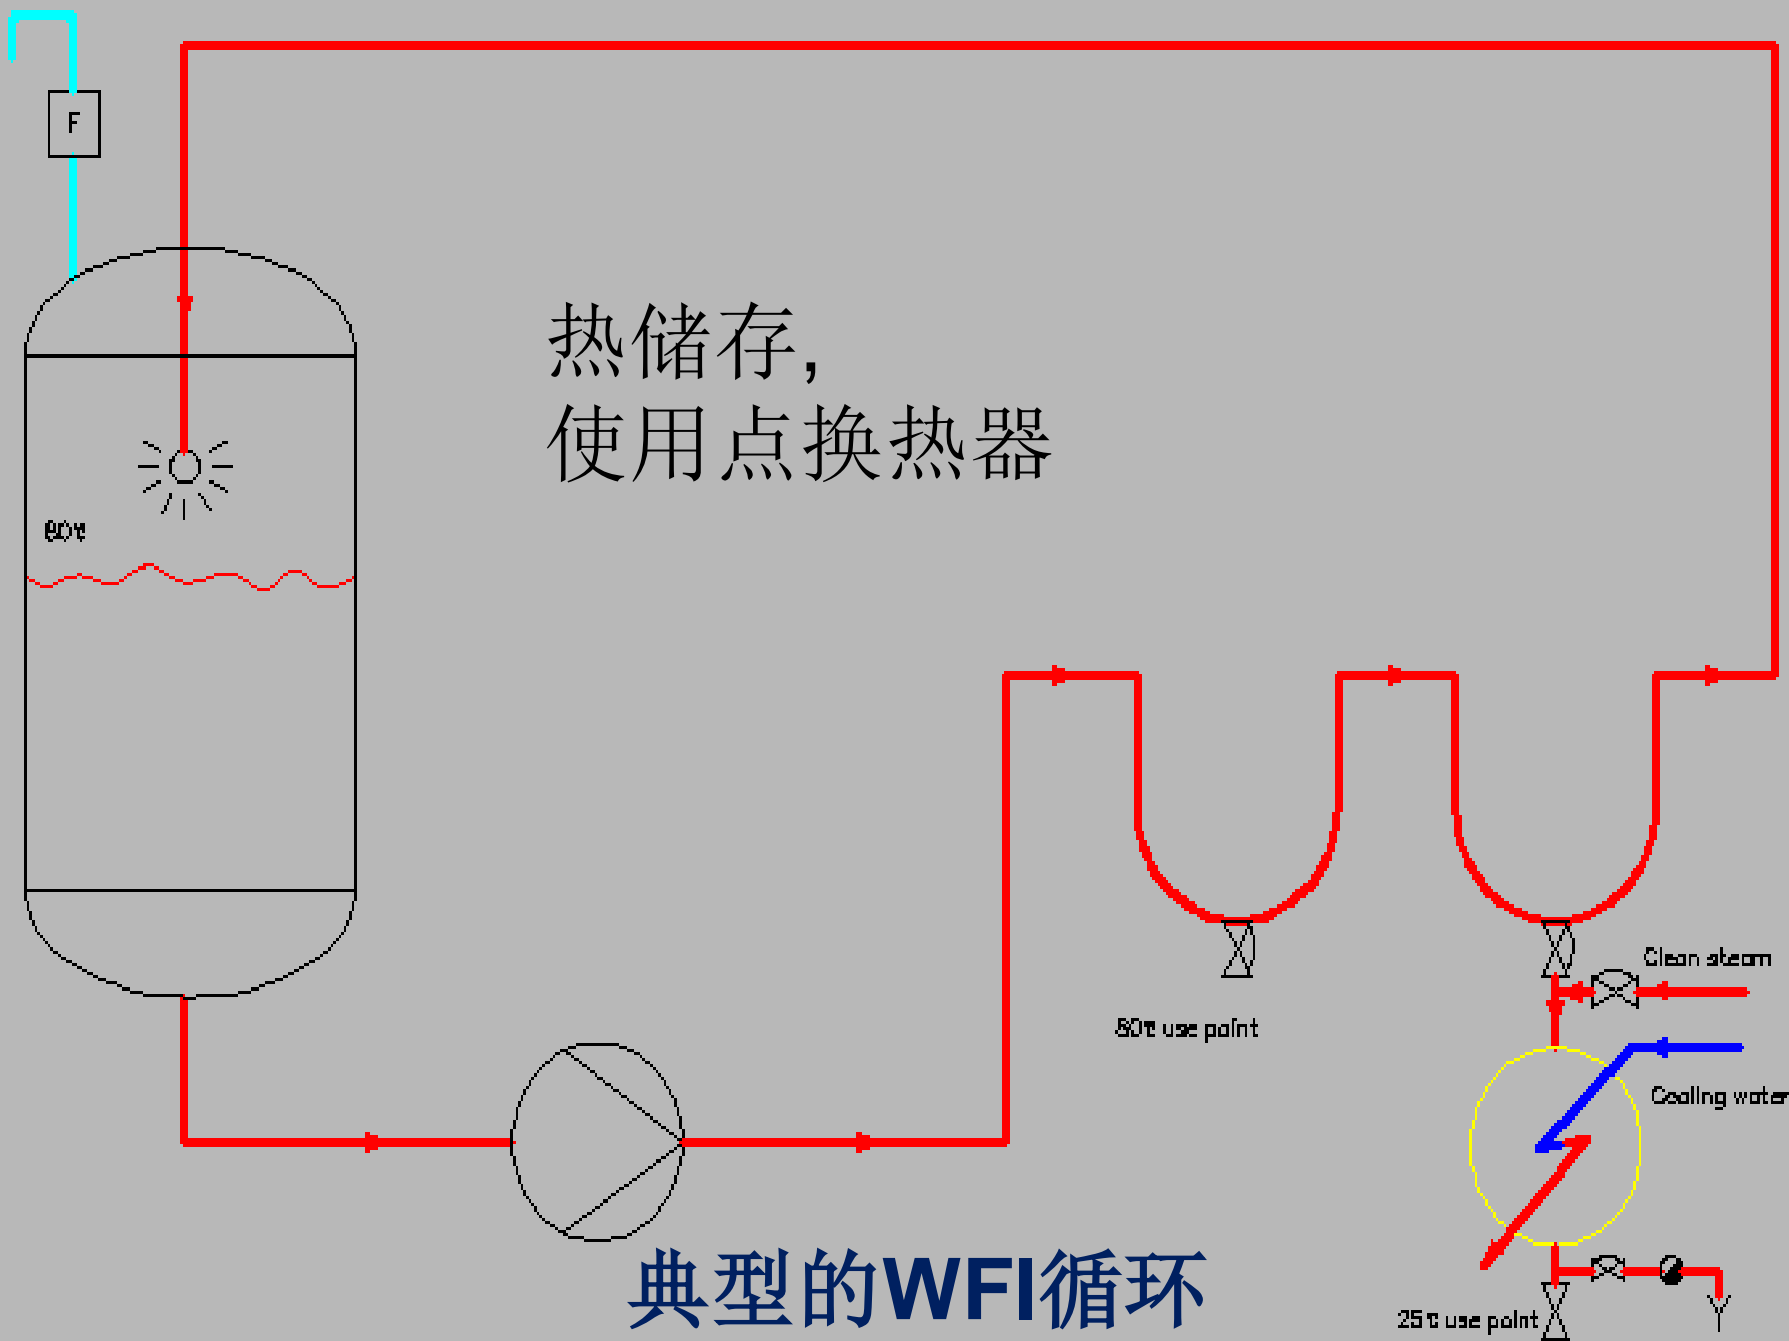 F
热储存,
使用点换热器
80℃
Clean steam
80℃ use point
Cooling water
典型的WFI循环
25℃ use point